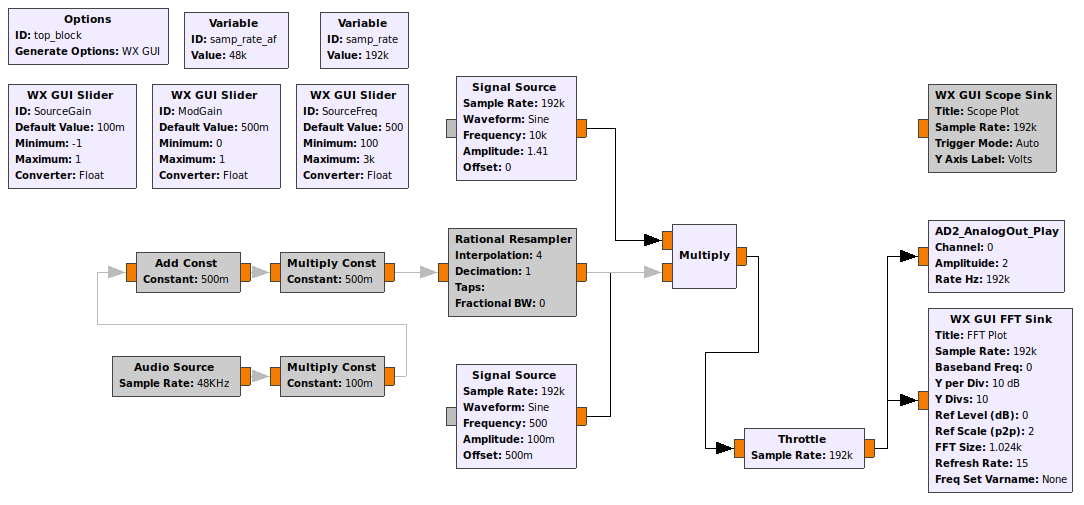 Options
ID: top_block
Generate Options: WX GUI
Variable
ID: samp_rate_af
Value: 48k
Variable
ID: samp_rate
Value: 192k
WX GUI Slider
ID: SourceGain
Default Value: 100m
Minimum: -1
Maximum: 1
Converter: Float
WX GUI Slider
ID: ModGain
Default Value: 500m
Minimum: 0
Maximum: 1
Converter: Float
WX GUI Slider
ID: SourceFreq
Default Value: 500
Minimum: 100
Maximum: 3k
Converter: Float
Signal Source
Sample Rate: 192k
Waveform: Sine
Frequency: 10k
Amplitude: 1.41
Offset: 0
WX GUI Scope Sink
Title: Scope Plot
Sample Rate: 192k
Trigger Mode: Auto
Y Axis Label: Volts
Add Const
Constant: 500m
Multiply Const
Constant: 500m
Rational Resampler
Interpolation: 4
Decimation: 1
Taps:
Fractional BW: 0
Multiply
AD2_AnalogOut_Play
Channel: 0
Amplituide: 2
Rate Hz: 192k
Audio Source
Sample Rate: 48KHz
Multiply Const
Constant: 100m
Signal Source
Sample Rate: 192k
Waveform: Sine
Frequency: 500
Amplitude: 100m
Offset: 500m
Throttle
Sample Rate: 192k
WX GUI FFT Sink
Title: FFT Plot
Sample Rate: 192k
Baseband Freq: 0
Y per Div: 10 dB
Y Divs: 10
Ref Level (dB): 0
Ref Scale (p2p): 2
FFT Size: 1.024k
Refresh Rate: 15
Freq Set Varname: None